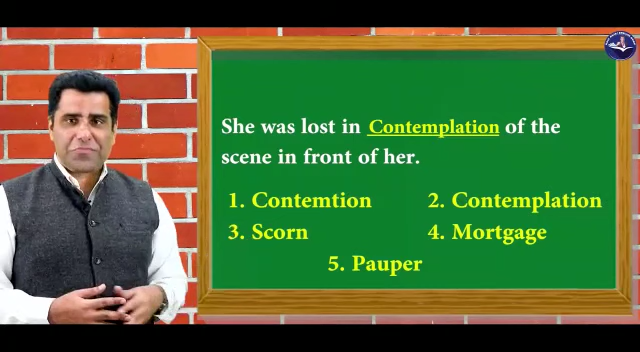 She was lost in Contemplation of the
scene in front of her.
1. Contemtion 2. Contemplation
3. Scorn 4. Mortgage
5. Pauper